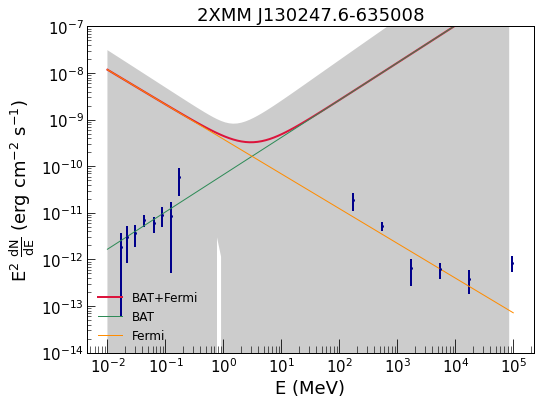 2XMM J130247.6-635008
E² dN/dE (erg cm⁻² s⁻¹)
10⁻⁷
10⁻⁸
10⁻⁹
10⁻¹⁰
10⁻¹¹
10⁻¹²
10⁻¹³
10⁻¹⁴
BAT+Fermi
BAT
Fermi
10⁻² 10⁻¹ 10⁰ 10¹ 10² 10³ 10⁴ 10⁵
E (MeV)